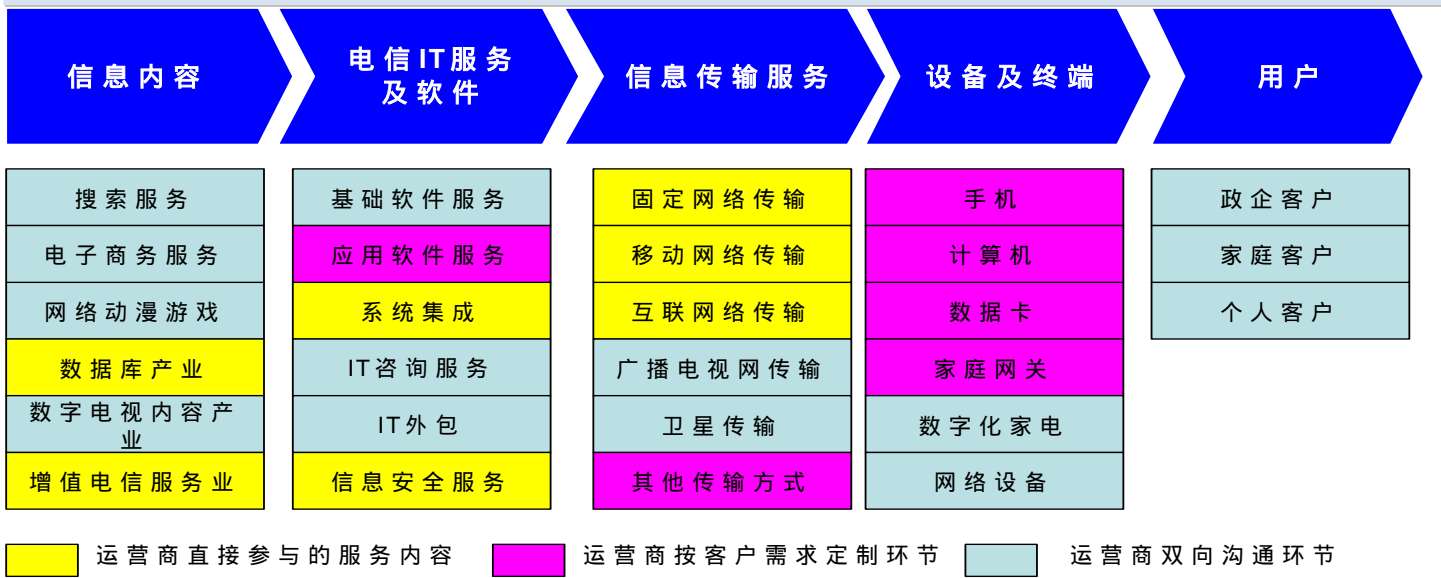 信息内容
电信IT服务
及软件
信息传输服务
设备及终端
用户
搜索服务
基础软件服务
固定网络传输
手机
政企客户
电子商务服务
应用软件服务
移动网络传输
计算机
家庭客户
网络动漫游戏
系统集成
互联网络传输
数据卡
个人客户
数据库产业
IT咨询服务
广播电视网传输
家庭网关
数字电视内容产
业
IT外包
卫星传输
数字化家电
增值电信服务业
信息安全服务
其他传输方式
网络设备
运营商直接参与的服务内容
运营商按客户需求定制环节
运营商双向沟通环节